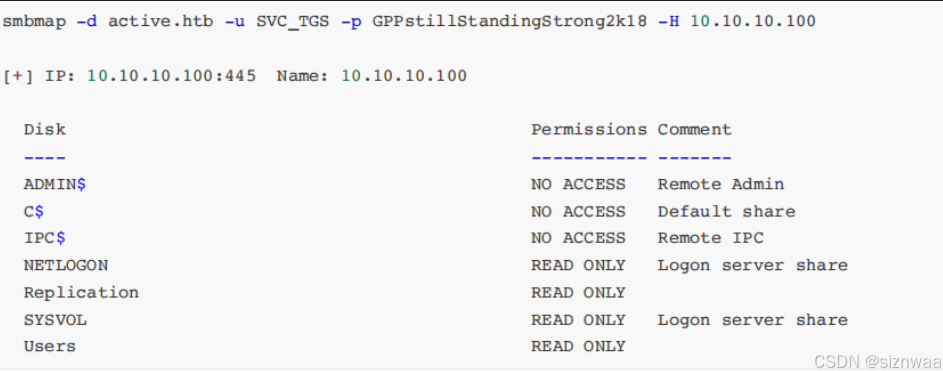 smbmap -d active.htb -u SVC_TGS -p GPPstillStandingStrong2k18 -H 10.10.10.100
[+] IP: 10.10.10.100:445 Name: 10.10.10.100
Disk Permissions Comment
---- ----------- -------
ADMIN$ NO ACCESS Remote Admin
C$ NO ACCESS Default share
IPC$ NO ACCESS Remote IPC
NETLOGON READ ONLY Logon server share
Replication READ ONLY
SYSVOL READ ONLY Logon server share
Users READ ONLY
CSDN @siznwaa